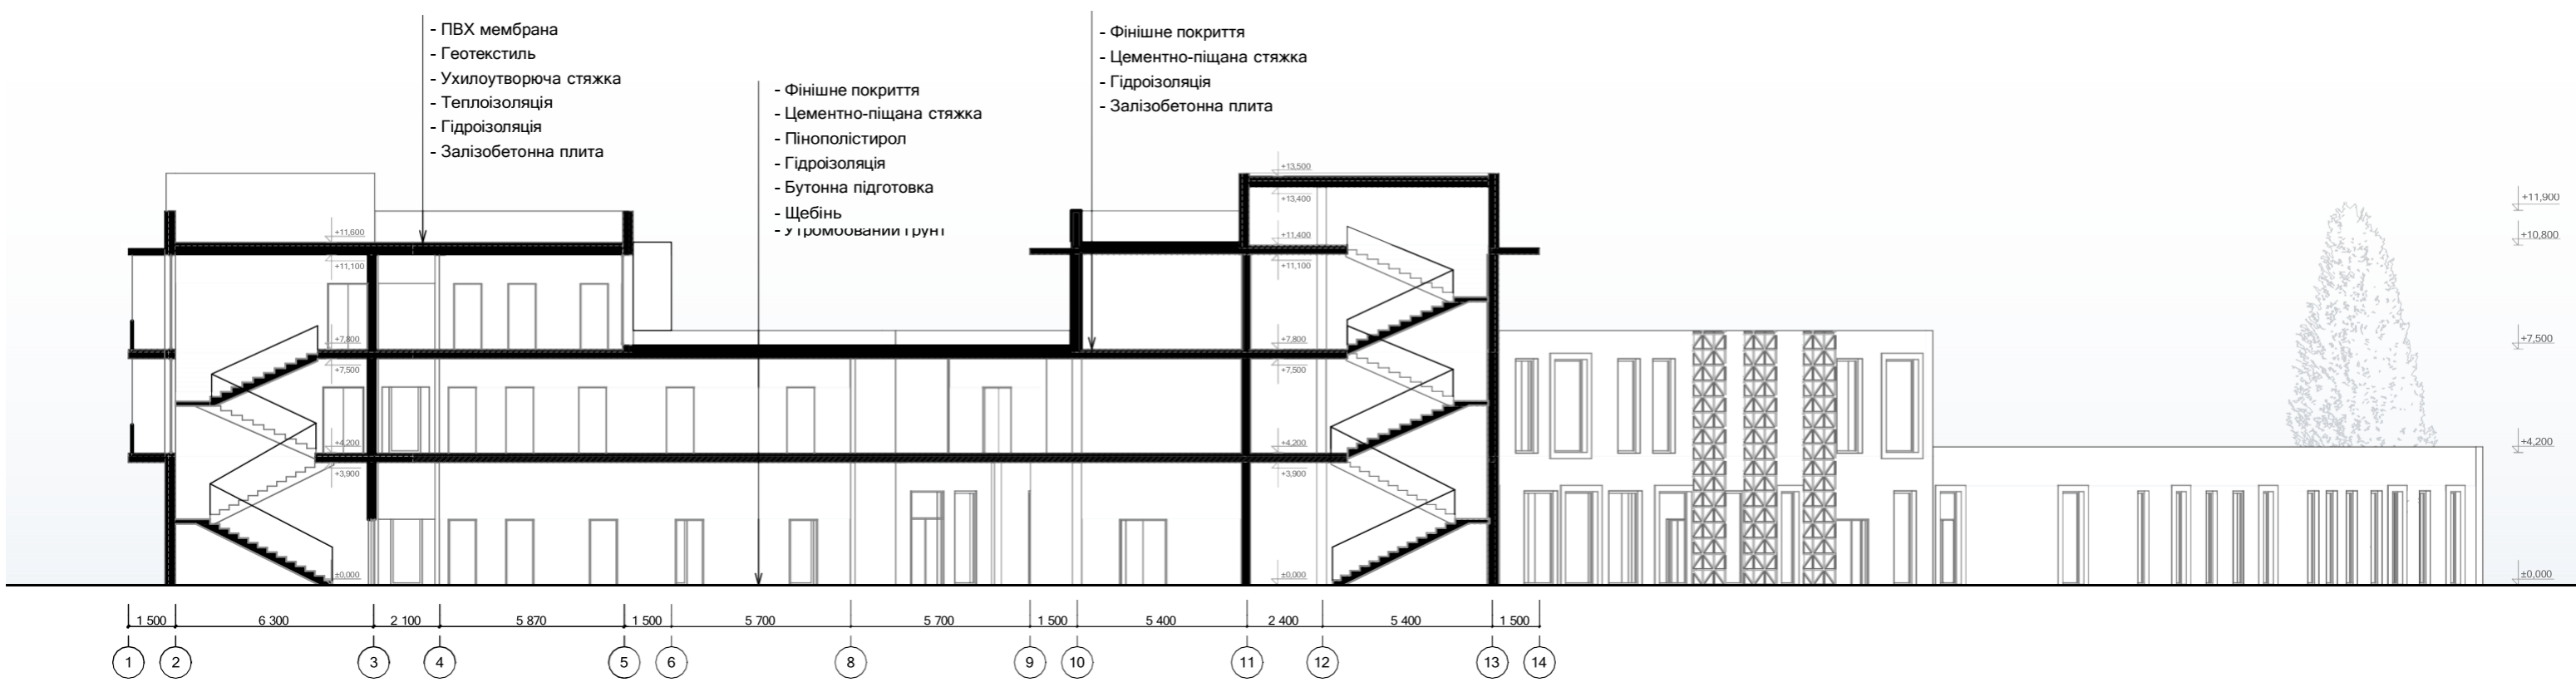 - ПВХ мембрана
- Геотекстиль
- Ухилоутворююча стяжка
- Теплоізоляція
- Гідроізоляція
- Залізобетонна плита
- Фінішне покриття
- Цементно-піщана стяжка
- Пінополістирол
- Гідроізоляція
- Бутонна підготовка
- Щебінь
- Утромбований ґрунт
- Фінішне покриття
- Цементно-піщана стяжка
- Гідроізоляція
- Залізобетонна плита
+13,500
+13,400
+11,900
+11,600
+11,400
+10,800
+11,100
+11,100
+7,800
+7,800
+7,500
+7,500
+7,500
+4,200
+4,200
+4,200
+3,900
+3,900
±0,000
±0,000
±0,000
1 500 6 300 2 100 5 870 1 500 5 700 5 700 1 500 5 400 2 400 5 400 1 500
1 2 3 4 5 6 8 9 10 11 12 13 14